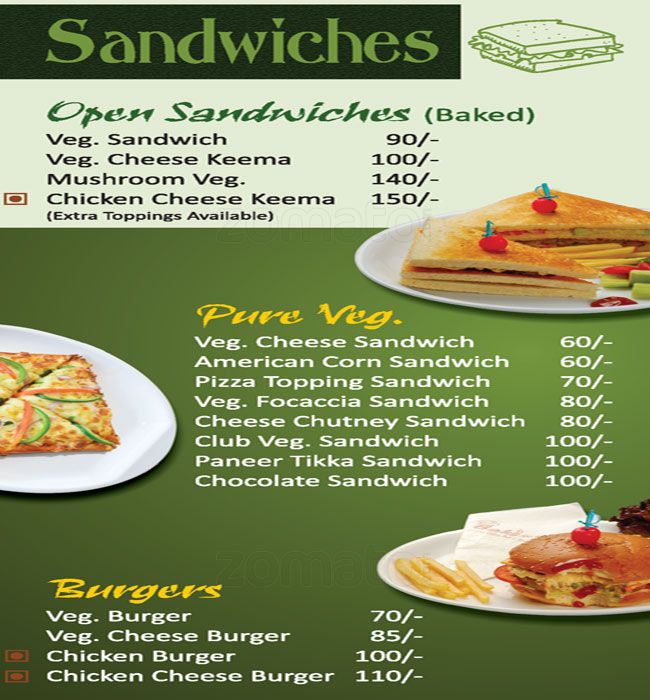 Sandwiches
Open Sandwiches (Baked)
Veg. Sandwich 90/-
Veg. Cheese Keema 100/-
Mushroom Veg. 140/-
Chicken Cheese Keema 150/-
(Extra Toppings Available)
zomato
Pure Veg.
Veg. Cheese Sandwich 60/-
American Corn Sandwich 60/-
Pizza Topping Sandwich 70/-
Veg. Focaccia Sandwich 80/-
Cheese Chutney Sandwich 80/-
Club Veg. Sandwich 100/-
Paneer Tikka Sandwich 100/-
Chocolate Sandwich 100/-
zomato
Burgers
Veg. Burger 70/-
Veg. Cheese Burger 85/-
Chicken Burger 100/-
Chicken Cheese Burger 110/-